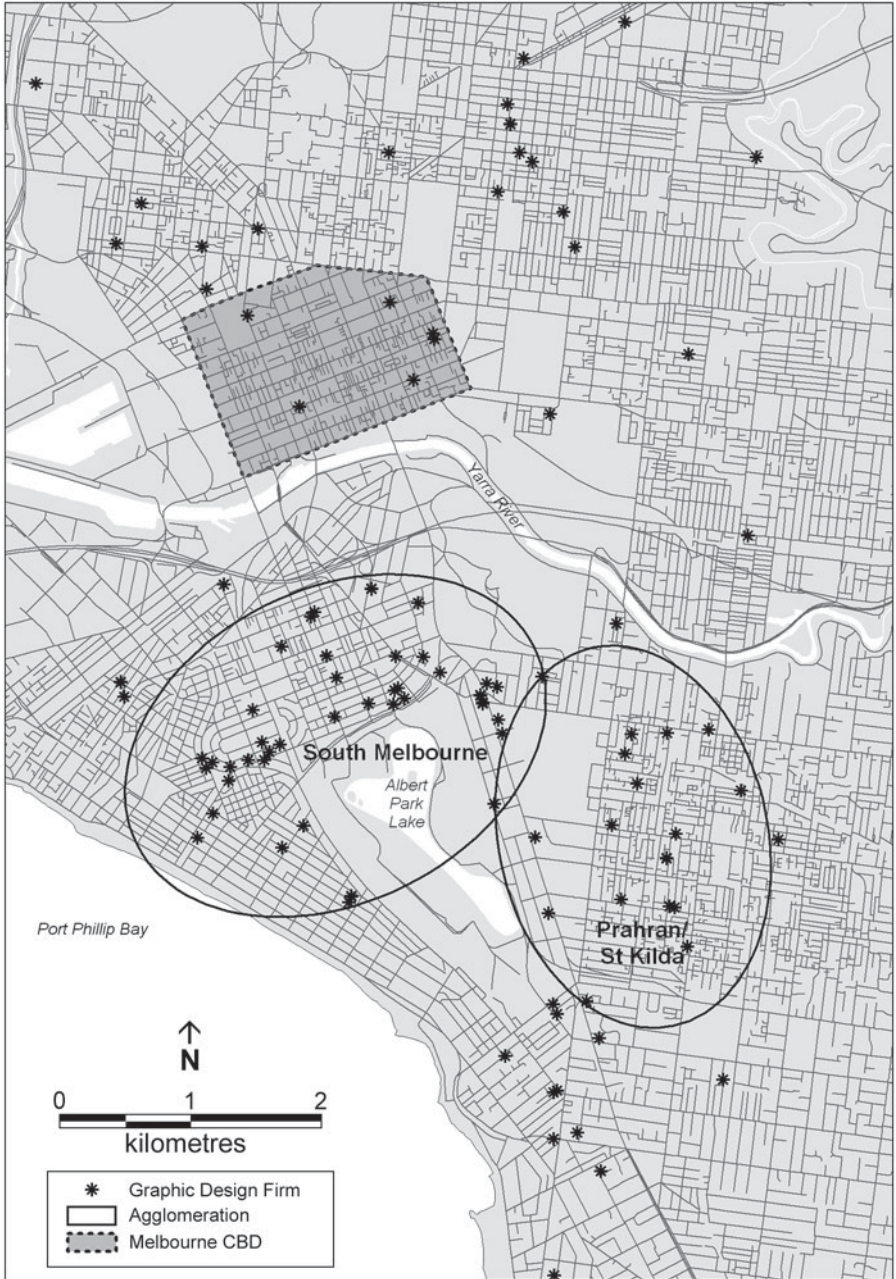 Yarra River
South Melbourne
Albert
Park
Lake
Port Phillip Bay
Prahran/
St Kilda
N
0 1 2
kilometres
Graphic Design Firm
Agglomeration
Melbourne CBD